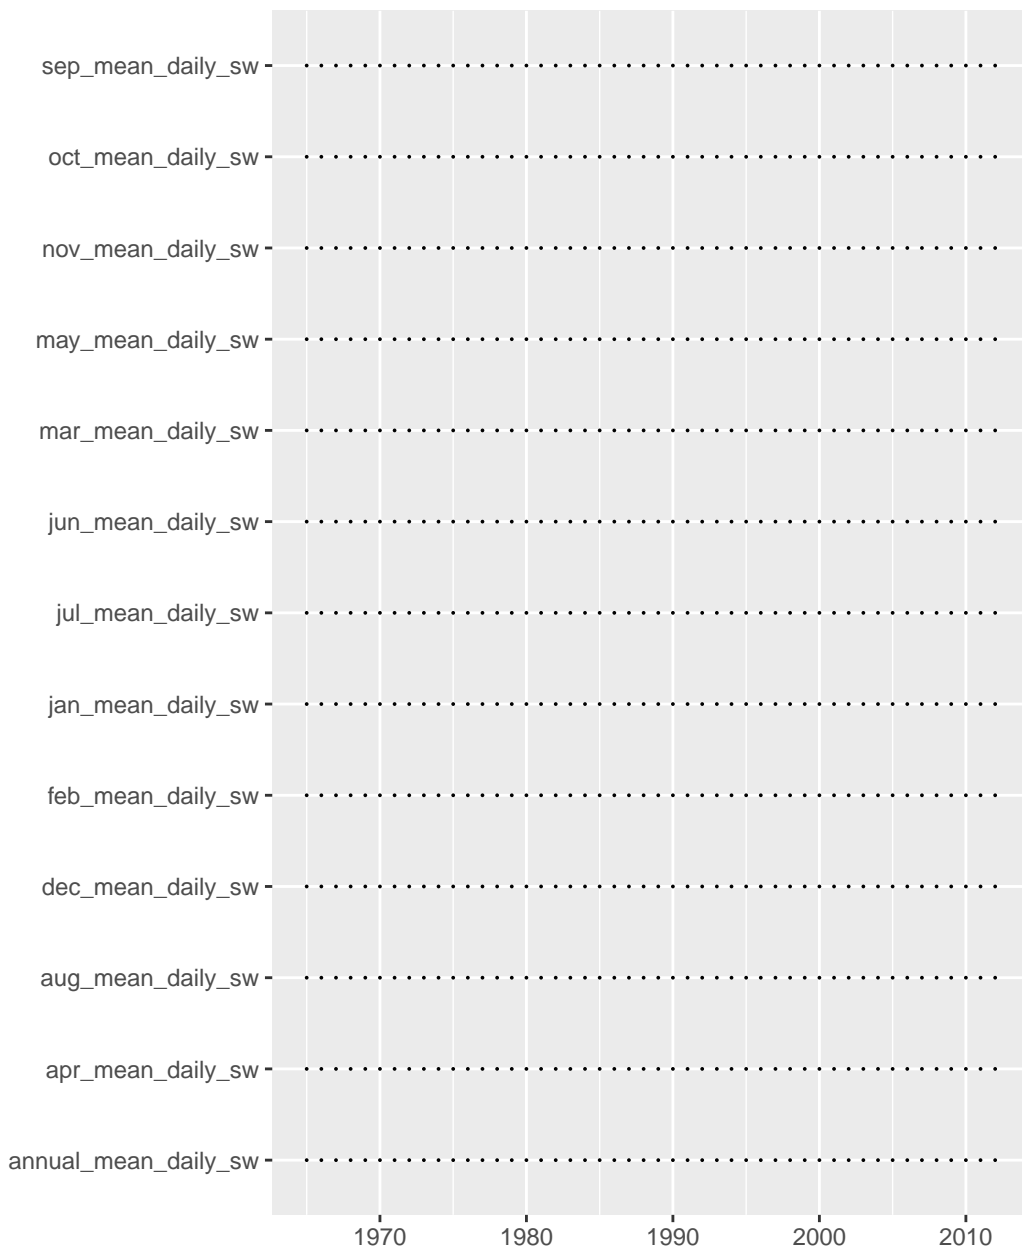 sep_mean_daily_sw
oct_mean_daily_sw
nov_mean_daily_sw
may_mean_daily_sw
mar_mean_daily_sw
jun_mean_daily_sw
jul_mean_daily_sw
jan_mean_daily_sw
feb_mean_daily_sw
dec_mean_daily_sw
aug_mean_daily_sw
apr_mean_daily_sw
annual_mean_daily_sw
1970 1980 1990 2000 2010